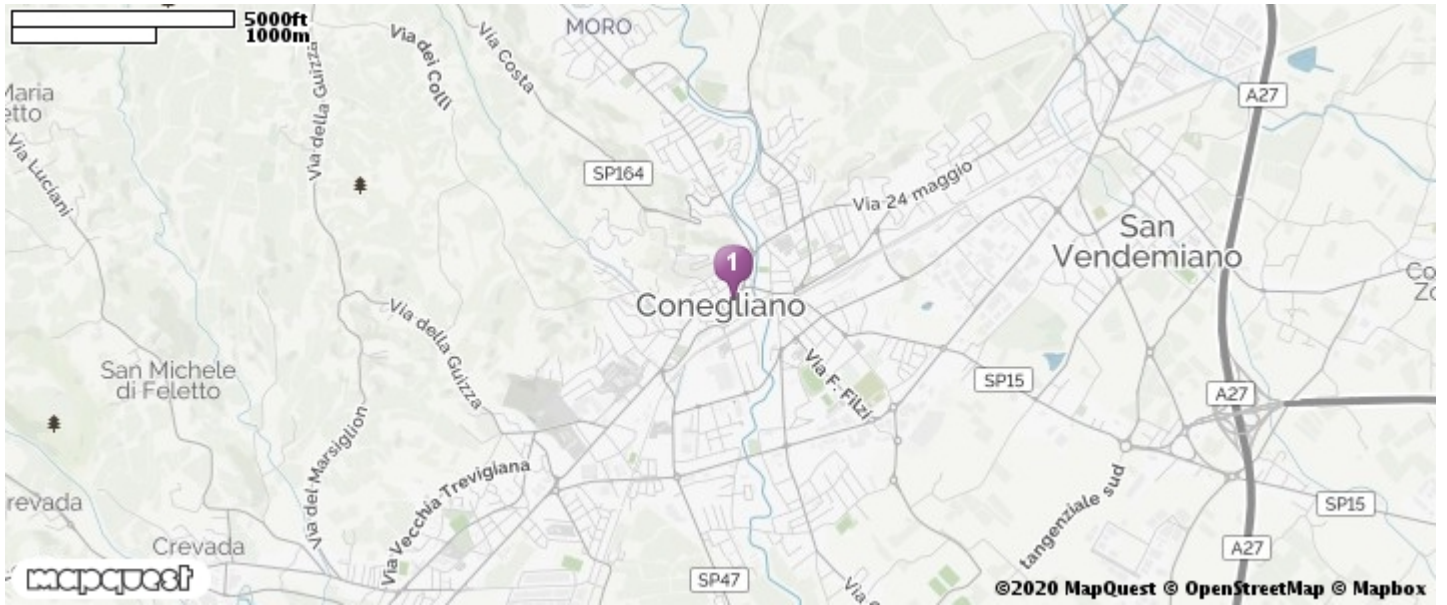 5000ft
1000m
MORO
Via dei Colli
Via Costa
Via della Guizza
A27
Maria
etto
Via Luciani
SP164
Via 24 maggio
San
Vendemiano
1
Conegliano
Co
Zo
Via della Guizza
Via F. Filzi
San Michele
di Feletto
SP15
A27
Via del Marsiglion
Via Vecchia Trevigiana
tangenziale sud
revada
SP15
Crevada
A27
mapquest
SP47
Via
©2020 MapQuest © OpenStreetMap © Mapbox